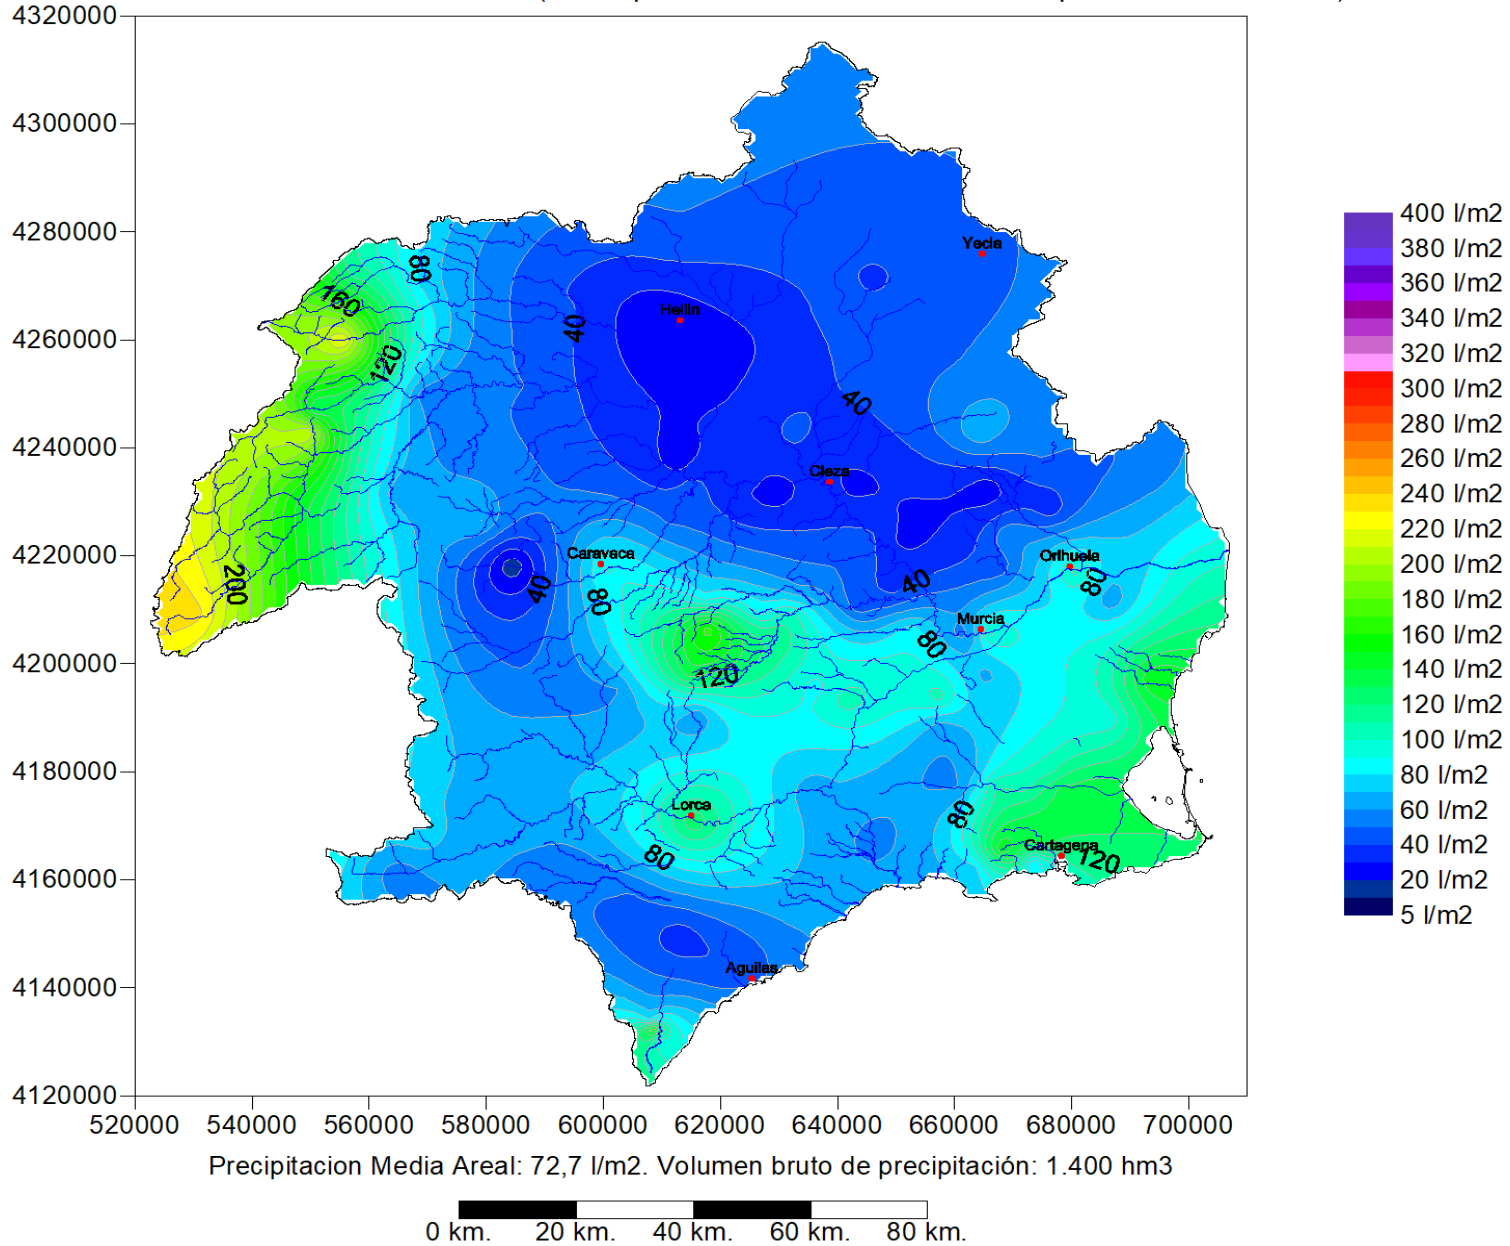 4320000
4300000
4280000
4260000
4240000
4220000
4200000
4180000
4160000
4140000
4120000
520000 540000 560000 580000 600000 620000 640000 660000 680000 700000
Yecla
80
160
Hellin
40
120
40
Cieza
Caravaca
Orihuela
200
40
80
40
80
Murcia
80
120
Lorca
80
80
Cartagena
120
Aguilas
400 l/m2
380 l/m2
360 l/m2
340 l/m2
320 l/m2
300 l/m2
280 l/m2
260 l/m2
240 l/m2
220 l/m2
200 l/m2
180 l/m2
160 l/m2
140 l/m2
120 l/m2
100 l/m2
80 l/m2
60 l/m2
40 l/m2
20 l/m2
5 l/m2
Precipitacion Media Areal: 72,7 l/m2. Volumen bruto de precipitación: 1.400 hm3
0 km. 20 km. 40 km. 60 km. 80 km.